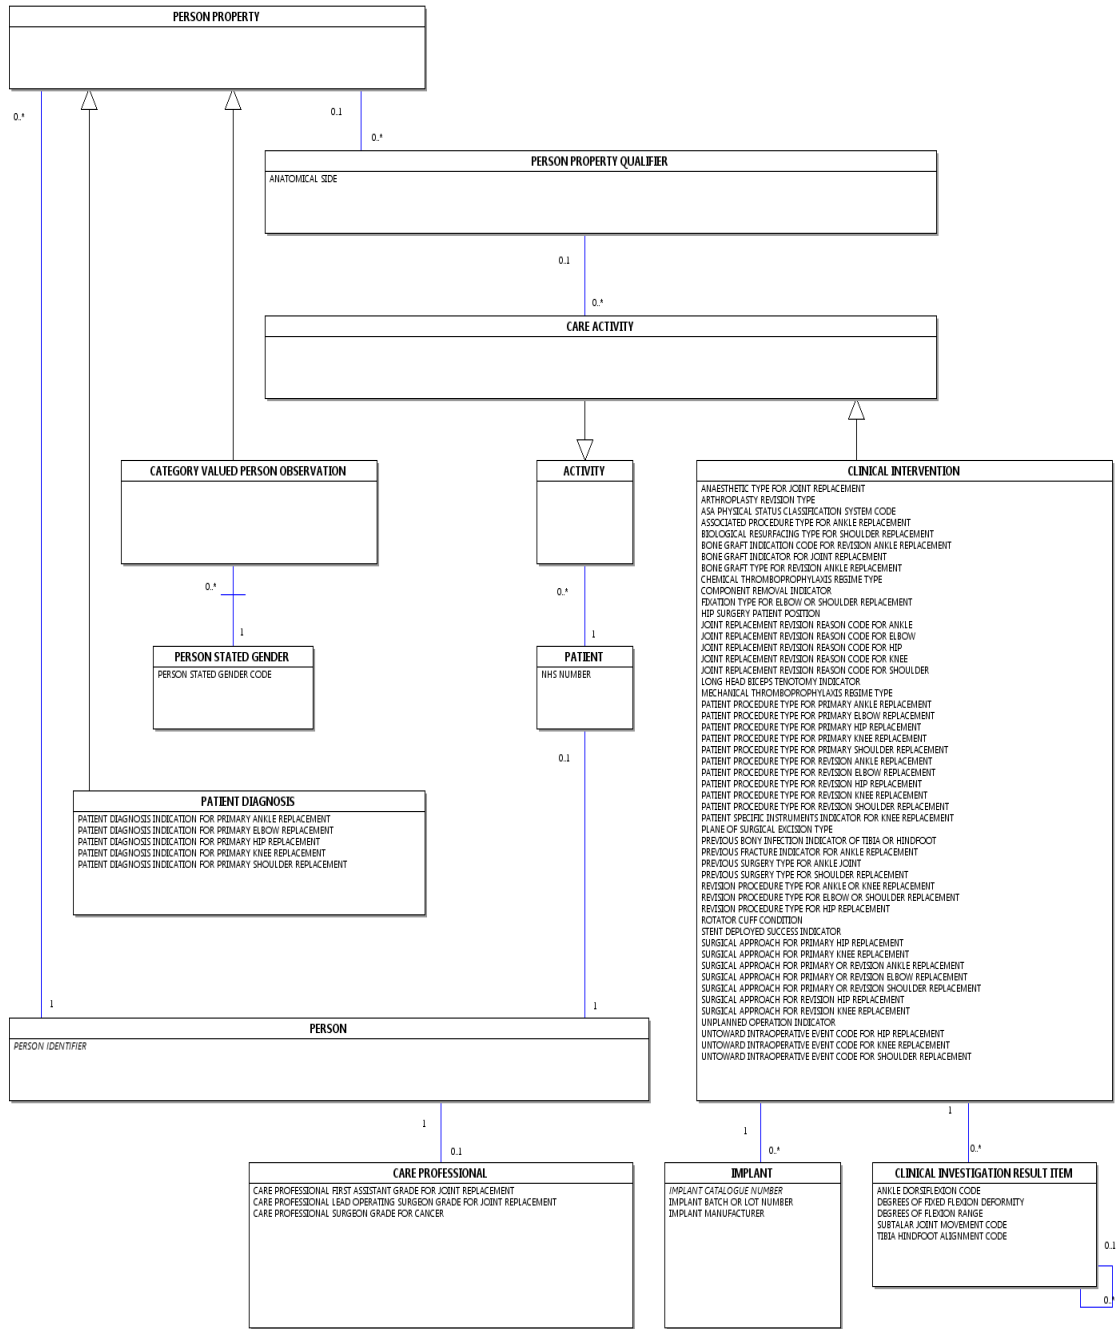 PERSON PROPERTY
0..*
0..1
0..*
PERSON PROPERTY QUALIFIER
ANATOMICAL SIDE
0..1
0..*
CARE ACTIVITY
CATEGORY VALUED PERSON OBSERVATION
0..*
1
PERSON STATED GENDER
PERSON STATED GENDER CODE
ACTIVITY
0..*
1
PATIENT
NHS NUMBER
0..1
1
CLINICAL INTERVENTION
ANAESTHETIC TYPE FOR JOINT REPLACEMENT
ARTHROPLASTY REVISION TYPE
ASA PHYSICAL STATUS CLASSIFICATION SYSTEM CODE
ASSOCIATED PROCEDURE TYPE FOR ANKLE REPLACEMENT
BIOLOGICAL RESURFACING TYPE FOR SHOULDER REPLACEMENT
BONE GRAFT INDICATION CODE FOR REVISION ANKLE REPLACEMENT
BONE GRAFT INDICATOR FOR JOINT REPLACEMENT
BONE GRAFT TYPE FOR REVISION ANKLE REPLACEMENT
CHEMICAL THROMBOPROPHYLAXIS REGIME TYPE
COMPONENT REMOVAL INDICATOR
FIXATION TYPE FOR ELBOW OR SHOULDER REPLACEMENT
HIP SURGERY PATIENT POSITION
JOINT REPLACEMENT REVISION REASON CODE FOR ANKLE
JOINT REPLACEMENT REVISION REASON CODE FOR ELBOW
JOINT REPLACEMENT REVISION REASON CODE FOR HIP
JOINT REPLACEMENT REVISION REASON CODE FOR KNEE
JOINT REPLACEMENT REVISION REASON CODE FOR SHOULDER
LONG HEAD BICEPS TENOTOMY INDICATOR
MECHANICAL THROMBOPROPHYLAXIS REGIME TYPE
PATIENT PROCEDURE TYPE FOR PRIMARY ANKLE REPLACEMENT
PATIENT PROCEDURE TYPE FOR PRIMARY ELBOW REPLACEMENT
PATIENT PROCEDURE TYPE FOR PRIMARY HIP REPLACEMENT
PATIENT PROCEDURE TYPE FOR PRIMARY KNEE REPLACEMENT
PATIENT PROCEDURE TYPE FOR PRIMARY SHOULDER REPLACEMENT
PATIENT PROCEDURE TYPE FOR REVISION ANKLE REPLACEMENT
PATIENT PROCEDURE TYPE FOR REVISION ELBOW REPLACEMENT
PATIENT PROCEDURE TYPE FOR REVISION HIP REPLACEMENT
PATIENT PROCEDURE TYPE FOR REVISION KNEE REPLACEMENT
PATIENT PROCEDURE TYPE FOR REVISION SHOULDER REPLACEMENT
PATIENT SPECIFIC INSTRUMENTS INDICATOR FOR KNEE REPLACEMENT
PLANE OF SURGICAL EXCISION TYPE
PREVIOUS BONY INFECTION INDICATOR OF TIBIA OR HINDFOOT
PREVIOUS FRACTURE INDICATOR FOR ANKLE REPLACEMENT
PREVIOUS SURGERY TYPE FOR ANKLE JOINT
PREVIOUS SURGERY TYPE FOR SHOULDER REPLACEMENT
REVISION PROCEDURE TYPE FOR ANKLE OR KNEE REPLACEMENT
REVISION PROCEDURE TYPE FOR ELBOW OR SHOULDER REPLACEMENT
REVISION PROCEDURE TYPE FOR HIP REPLACEMENT
ROTATOR CUFF CONDITION
STENT DEPLOYED SUCCESS INDICATOR
SURGICAL APPROACH FOR PRIMARY HIP REPLACEMENT
SURGICAL APPROACH FOR PRIMARY KNEE REPLACEMENT
SURGICAL APPROACH FOR PRIMARY OR REVISION ANKLE REPLACEMENT
SURGICAL APPROACH FOR PRIMARY OR REVISION ELBOW REPLACEMENT
SURGICAL APPROACH FOR PRIMARY OR REVISION SHOULDER REPLACEMENT
SURGICAL APPROACH FOR REVISION HIP REPLACEMENT
SURGICAL APPROACH FOR REVISION KNEE REPLACEMENT
UNPLANNED OPERATION INDICATOR
UNTOWARD INTRAOPERATIVE EVENT CODE FOR HIP REPLACEMENT
UNTOWARD INTRAOPERATIVE EVENT CODE FOR KNEE REPLACEMENT
UNTOWARD INTRAOPERATIVE EVENT CODE FOR SHOULDER REPLACEMENT
PATIENT DIAGNOSIS
PATIENT DIAGNOSIS INDICATION FOR PRIMARY ANKLE REPLACEMENT
PATIENT DIAGNOSIS INDICATION FOR PRIMARY ELBOW REPLACEMENT
PATIENT DIAGNOSIS INDICATION FOR PRIMARY HIP REPLACEMENT
PATIENT DIAGNOSIS INDICATION FOR PRIMARY KNEE REPLACEMENT
PATIENT DIAGNOSIS INDICATION FOR PRIMARY SHOULDER REPLACEMENT
1
PERSON
PERSON IDENTIFIER
1
0..1
CARE PROFESSIONAL
CARE PROFESSIONAL FIRST ASSISTANT GRADE FOR JOINT REPLACEMENT
CARE PROFESSIONAL LEAD OPERATING SURGEON GRADE FOR JOINT REPLACEMENT
CARE PROFESSIONAL SURGEON GRADE FOR CANCER
1
0..*
IMPLANT
IMPLANT CATALOGUE NUMBER
IMPLANT BATCH OR LOT NUMBER
IMPLANT MANUFACTURER
1
0..*
CLINICAL INVESTIGATION RESULT ITEM
ANKLE DORSIFLEXION CODE
DEGREES OF FIXED FLEXION DEFORMITY
DEGREES OF FLEXION RANGE
SUBTALAR JOINT MOVEMENT CODE
TIBIA HINDFOOT ALIGNMENT CODE
0..1
0..*